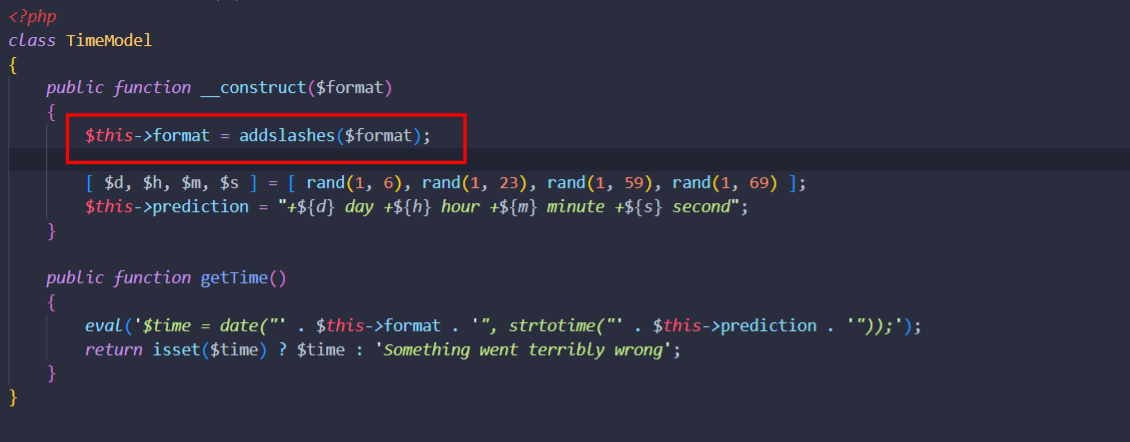 <?php
class TimeModel
{
    public function __construct($format)
    {
        $this->format = addslashes($format);
        [ $d, $h, $m, $s ] = [ rand(1, 6), rand(1, 23), rand(1, 59), rand(1, 69) ];
        $this->prediction = "+${d} day +${h} hour +${m} minute +${s} second";
    }
    public function getTime()
    {
        eval('$time = date("' . $this->format . '", strtotime("' . $this->prediction . '"));');
        return isset($time) ? $time : 'Something went terribly wrong';
    }
}